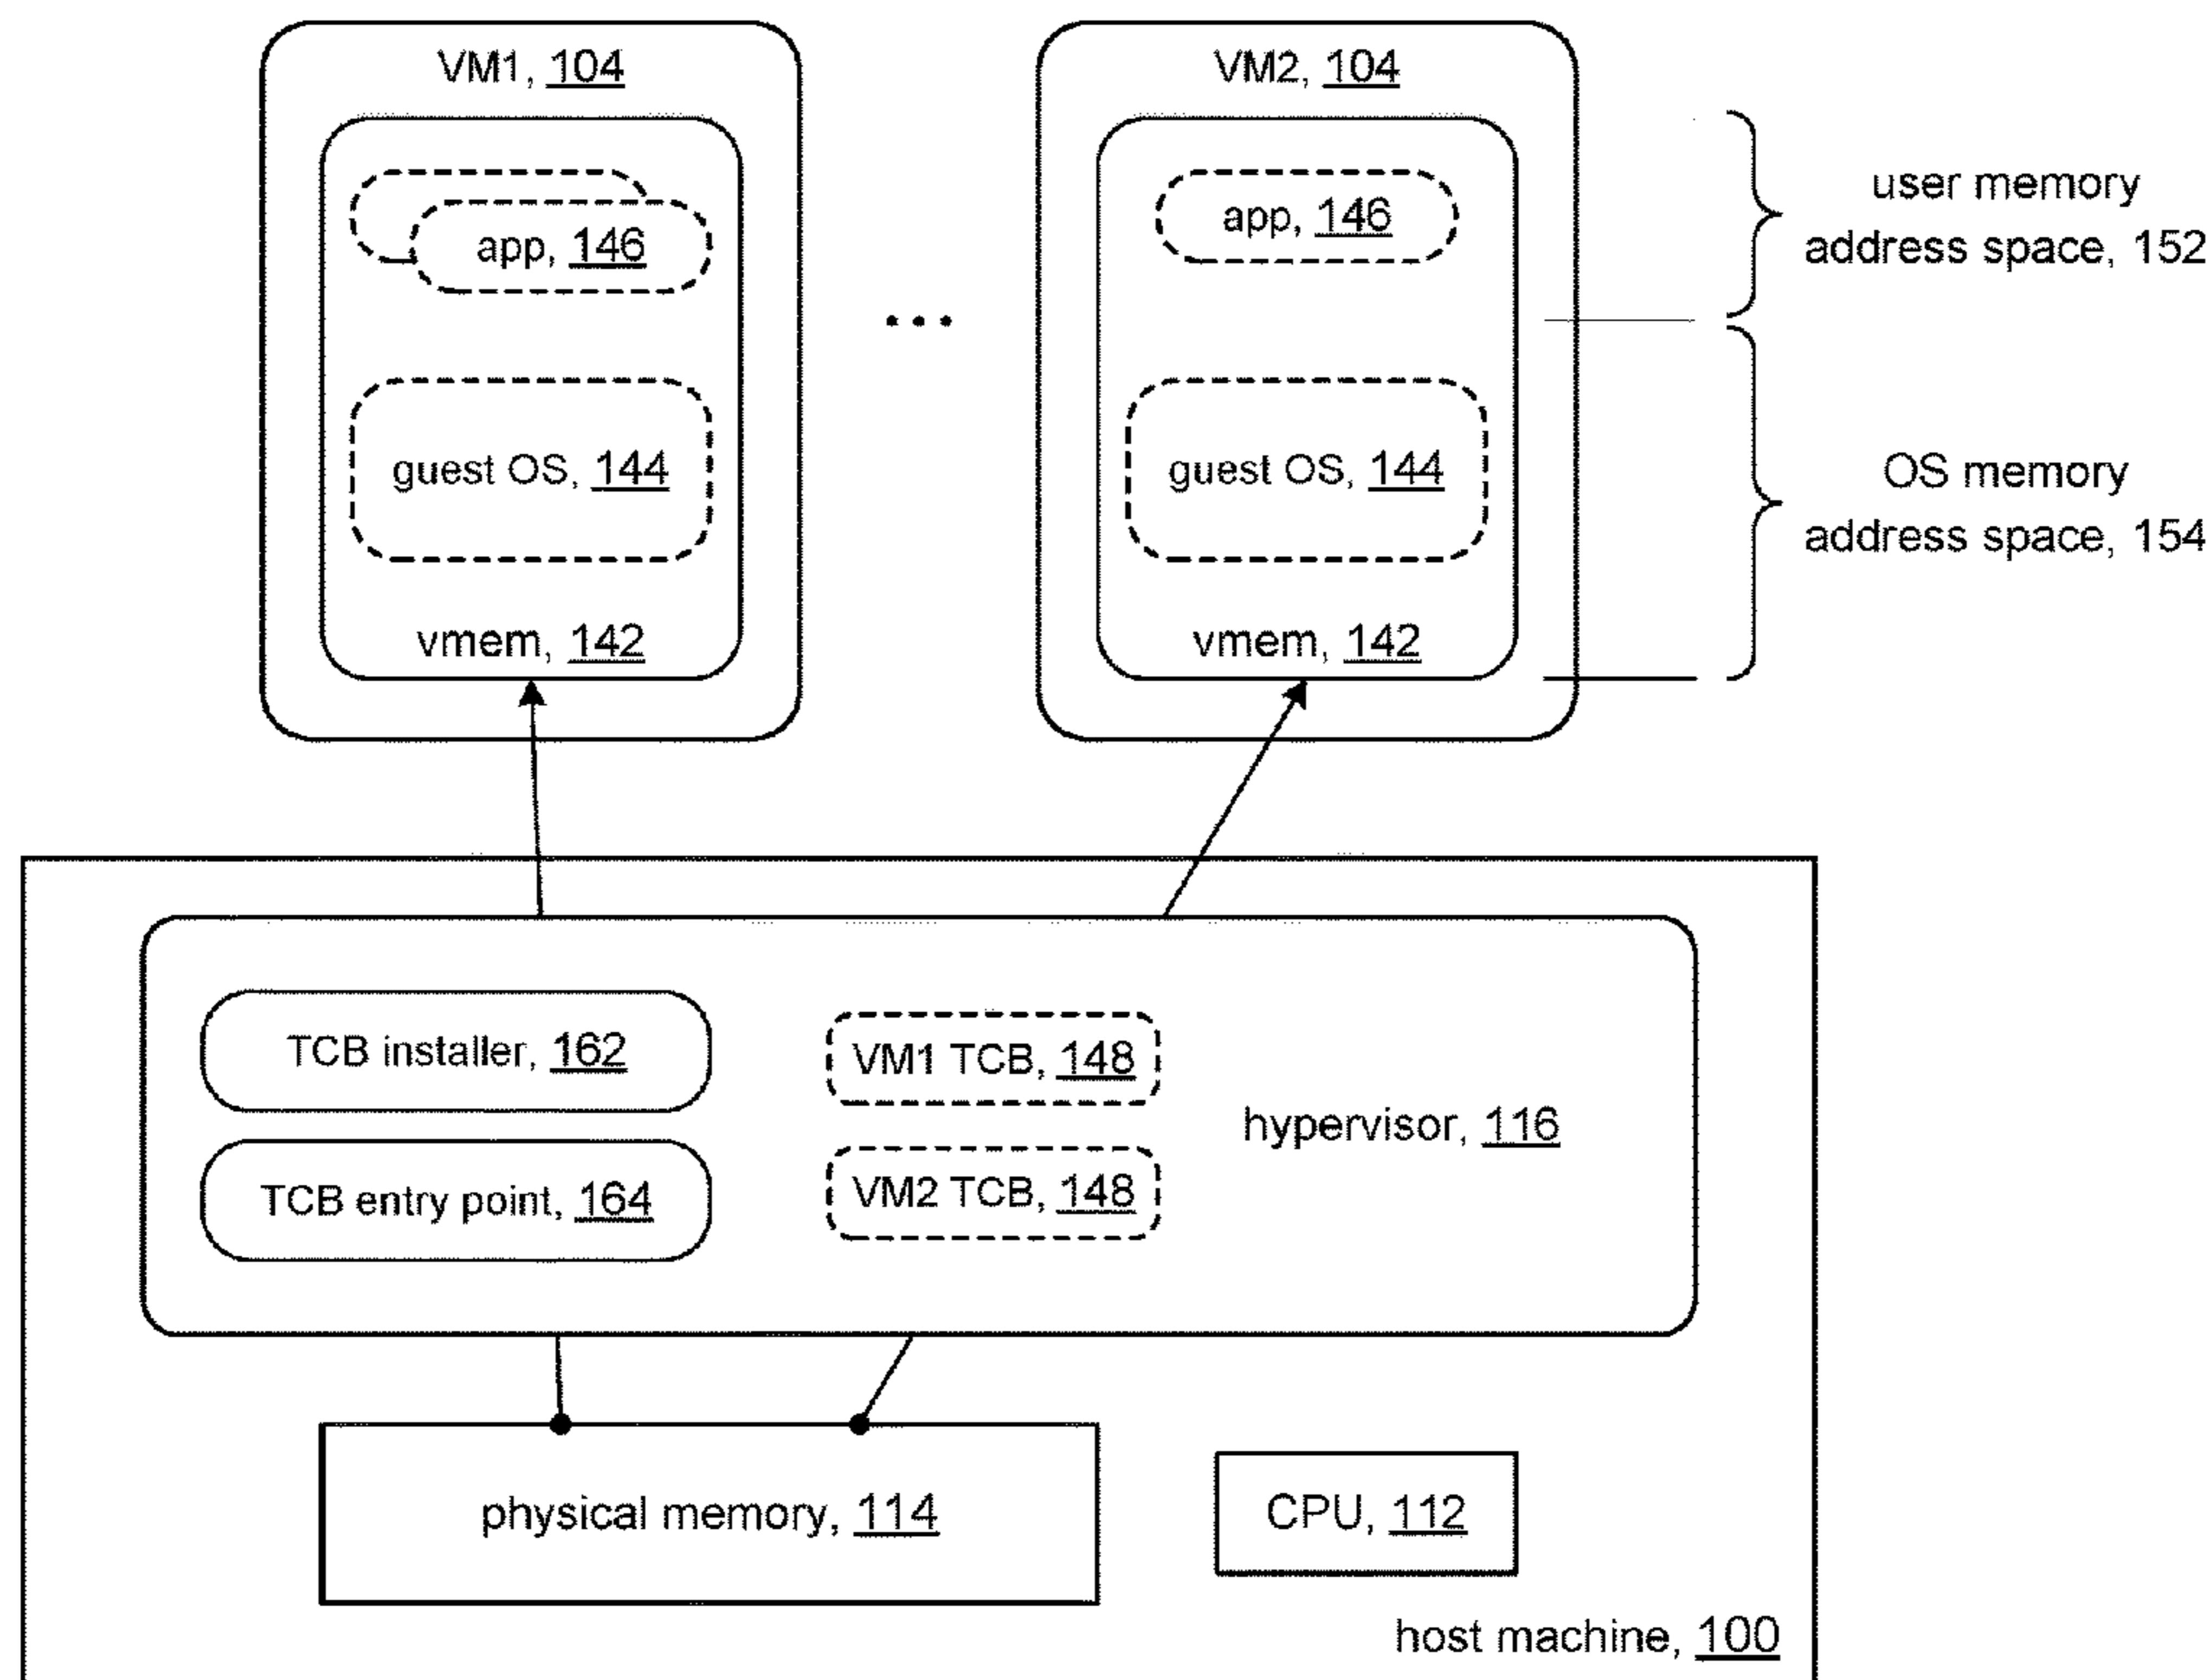 VM1, 104
VM2, 104
app, 146
app, 146
user memory
address space, 152
guest OS, 144
guest OS, 144
OS memory
address space, 154
vmem, 142
vmem, 142
TCB installer, 162
VM1 TCB, 148
hypervisor, 116
TCB entry point, 164
VM2 TCB, 148
physical memory, 114
CPU, 112
host machine, 100